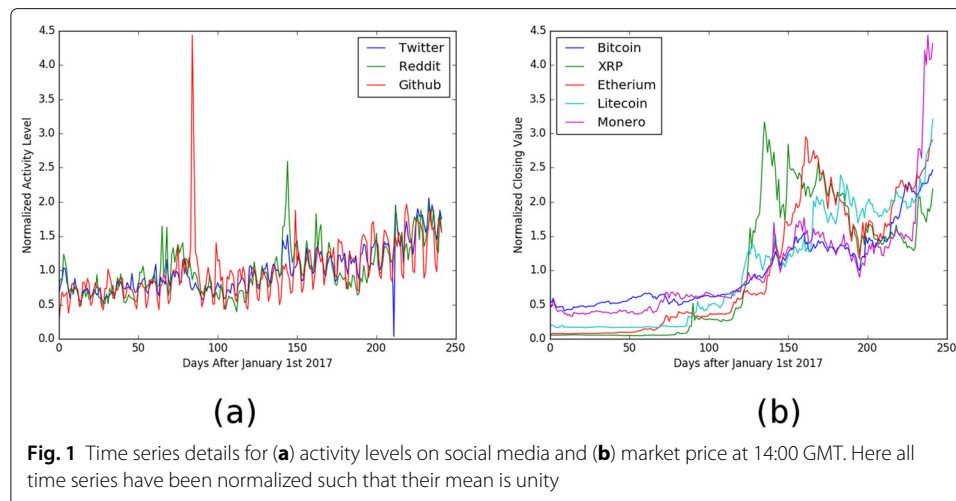 Twitter
Reddit
Github
Normalized Activity Level
4.5
4.0
3.5
3.0
2.5
2.0
1.5
1.0
0.5
0.0
0 50 100 150 200 250
Days After January 1st 2017
(a)
Bitcoin
XRP
Etherium
Litecoin
Monero
Normalized Closing Value
4.5
4.0
3.5
3.0
2.5
2.0
1.5
1.0
0.5
0.0
0 50 100 150 200 250
Days after January 1st 2017
(b)
Fig. 1 Time series details for (a) activity levels on social media and (b) market price at 14:00 GMT. Here all
time series have been normalized such that their mean is unity